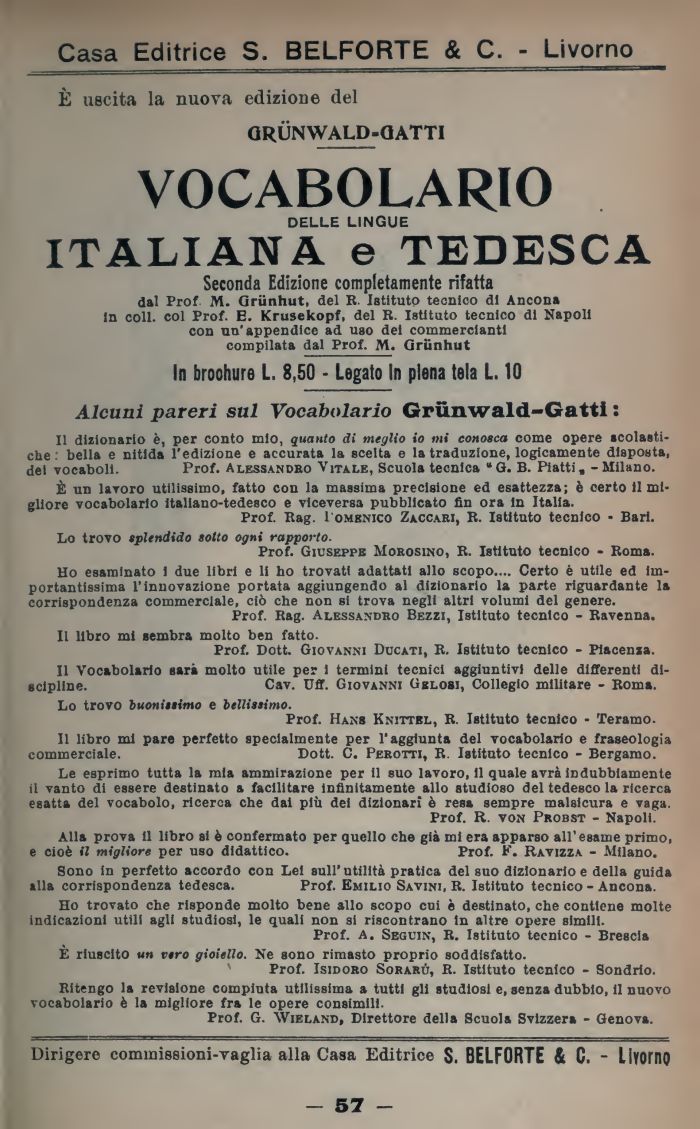 Casa Editrice S. BELFORTE & C. - Livorno
È uscita la nuova edizione del
GRÜNWALD-GATTI
VOCABOLARIO
DELLE LINGUE
ITALIANA e TEDESCA
Seconda Edizione completamente rifatta
dal Prof. M. Grünhut, del R. Istituto tecnico di Ancona
in coll. col Prof. E. Krusekopf, del R. Istituto tecnico di Napoli
con un'appendice ad uso dei commercianti
compilata dal Prof. M. Grünhut
In brochure L. 8,50 - Legato in piena tela L. 10
Alcuni pareri sul Vocabolario Grünwald-Gatti:
Il dizionario è, per conto mio, quanto di meglio io mi conosca come opere scolasti-
che: bella e nitida l'edizione e accurata la scelta e la traduzione, logicamente disposta,
dei vocaboli. Prof. ALESSANDRO VITALE, Scuola tecnica "G. B. Piatti„ - Milano.
È un lavoro utilissimo, fatto con la massima precisione ed esattezza; è certo il mi-
gliore vocabolario italiano-tedesco e viceversa pubblicato fin ora in Italia.
Prof. Rag. DOMENICO ZACCARI, R. Istituto tecnico - Bari.
Lo trovo splendido sotto ogni rapporto.
Prof. GIUSEPPE MOROSINO, R. Istituto tecnico - Roma.
Ho esaminato i due libri e li ho trovati adattati allo scopo.... Certo é utile ed im-
portantissima l'innovazione portata aggiungendo al dizionario la parte riguardante la
corrispondenza commerciale, ciò che non si trova negli altri volumi del genere.
Prof. Rag. ALESSANDRO BEZZI, Istituto tecnico - Ravenna.
Il libro mi sembra molto ben fatto.
Prof. Dott. GIOVANNI DUCATI, R. Istituto tecnico - Piacenza.
Il Vocabolario sarà molto utile per i termini tecnici aggiuntivi delle differenti di-
scipline. Cav. Uff. GIOVANNI GELOSI, Collegio militare - Roma.
Lo trovo buonissimo e bellissimo.
Prof. HANS KNITTEL, R. Istituto tecnico - Teramo.
Il libro mi pare perfetto specialmente per l'aggiunta del vocabolario e fraseologia
commerciale. Dott. C. PEROTTI, R. Istituto tecnico - Bergamo.
Le esprimo tutta la mia ammirazione per il suo lavoro, il quale avrà indubbiamente
il vanto di essere destinato a facilitare infinitamente allo studioso del tedesco la ricerca
esatta del vocabolo, ricerca che dai più dei dizionarî è resa sempre malsicura e vaga.
Prof. R. VON PROBST - Napoli.
Alla prova il libro si è confermato per quello che già mi era apparso all'esame primo,
e cioè il migliore per uso didattico. Prof. F. RAVIZZA - Milano.
Sono in perfetto accordo con Lei sull'utilità pratica del suo dizionario e della guida
alla corrispondenza tedesca. Prof. EMILIO SAVINI, R. Istituto tecnico - Ancona.
Ho trovato che risponde molto bene allo scopo cui è destinato, che contiene molte
indicazioni utili agli studiosi, le quali non si riscontrano in altre opere simili.
Prof. A. SEGUIN, R. Istituto tecnico - Brescia
È riuscito un vero gioiello. Ne sono rimasto proprio soddisfatto.
Prof. ISIDORO SORARÚ, R. Istituto tecnico - Sondrio.
Ritengo la revisione compiuta utilissima a tutti gli studiosi e, senza dubbio, il nuovo
vocabolario è la migliore fra le opere consimili.
Prof. G. WIELAND, Direttore della Scuola Svizzera - Genova.
Dirigere commissioni-vaglia alla Casa Editrice S. BELFORTE & C. - Livorno
— 57 —